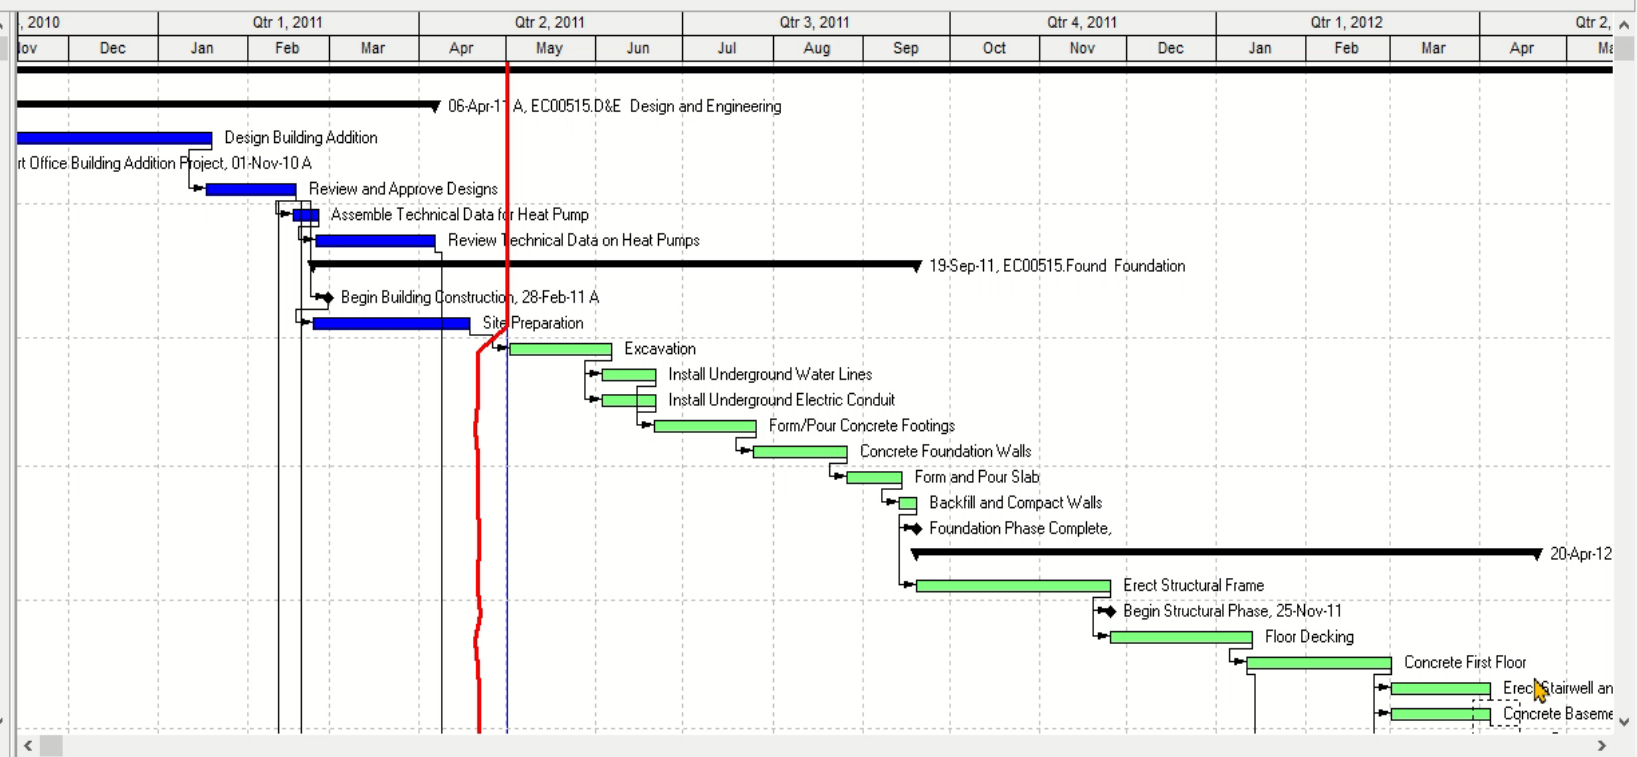 , 2010 Qtr 1, 2011 Qtr 2, 2011 Qtr 3, 2011 Qtr 4, 2011 Qtr 1, 2012 Qtr 2,
Dec Jan Feb Mar Apr May Jun Jul Aug Sep Oct Nov Dec Jan Feb Mar Apr
06-Apr-11 A, EC00515.D&E Design and Engineering
Design Building Addition
rt Office Building Addition Project, 01-Nov-10 A
Review and Approve Designs
Assemble Technical Data for Heat Pump
Review Technical Data on Heat Pumps
19-Sep-11, EC00515.Found Foundation
Begin Building Construction, 28-Feb-11 A
Site Preparation
Excavation
Install Underground Water Lines
Install Underground Electric Conduit
Form/Pour Concrete Footings
Concrete Foundation Walls
Form and Pour Slab
Backfill and Compact Walls
Foundation Phase Complete,
20-Apr-12
Erect Structural Frame
Begin Structural Phase, 25-Nov-11
Floor Decking
Concrete First Floor
Erect Stairwell an
Concrete Baseme